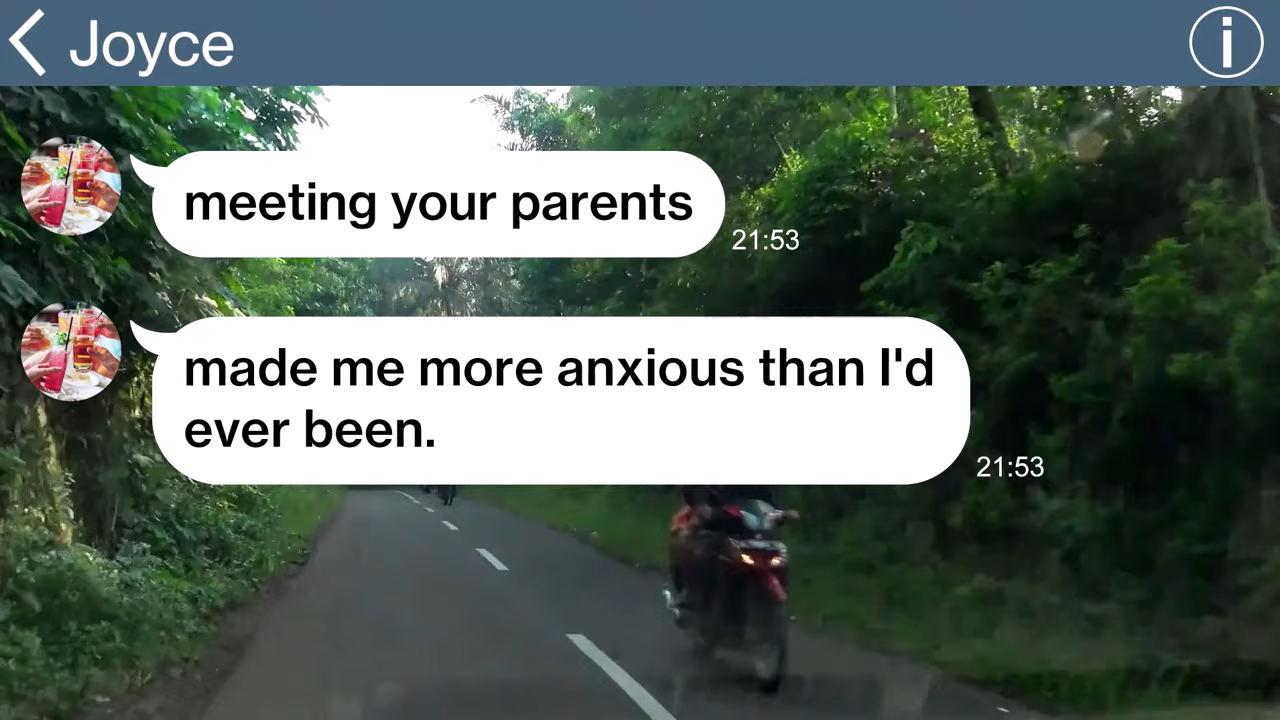 Joyce
meeting your parents
21:53
made me more anxious than I'd
ever been.
21:53